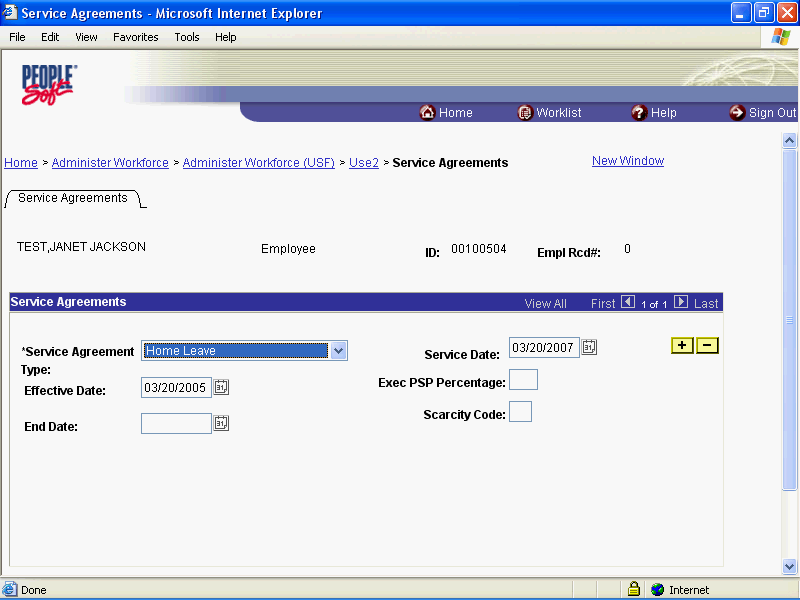 Service Agreements - Microsoft Internet Explorer
File Edit View Favorites Tools Help
PEOPLE Soft
Home Worklist Help Sign Out
Home > Administer Workforce > Administer Workforce (USF) > Use2 > Service Agreements New Window
Service Agreements
TEST,JANET JACKSON Employee ID: 00100504 Empl Rcd#: 0
Service Agreements View All First 1 of 1 Last
*Service Agreement Type: Home Leave Service Date: 03/20/2007 31 + −
Effective Date: 03/20/2005 31 Exec PSP Percentage:
End Date: 31 Scarcity Code:
Done Internet